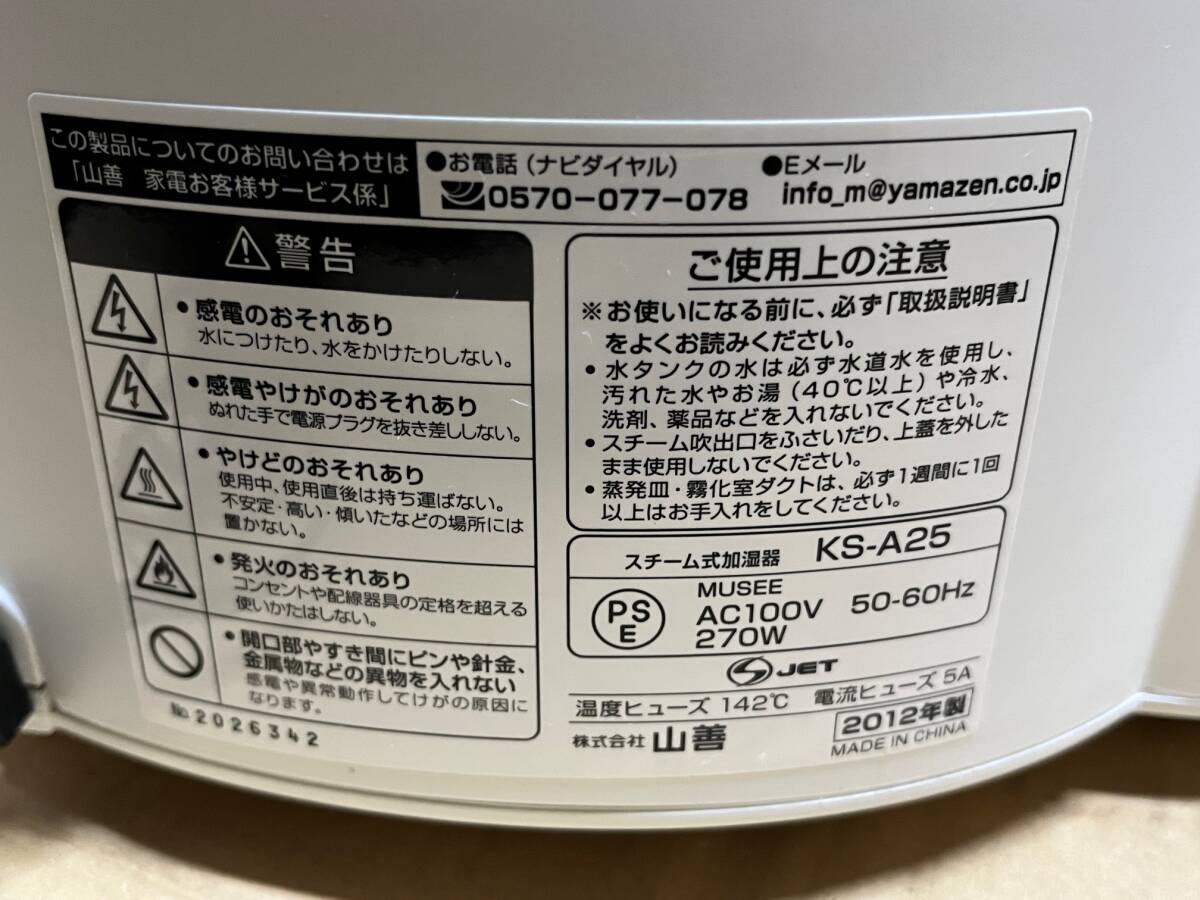 この製品についてのお問い合わせは
「山善 家電お客様サービス係」
●お電話(ナビダイヤル)
0570-077-078
●Eメール
info_m@yamazen.co.jp
警告
•感電のおそれあり
水につけたり、水をかけたりしない。
•感電やけがのおそれあり
ぬれた手で電源プラグを抜き差ししない。
•やけどのおそれあり
使用中、使用直後は持ち運ばない。
不安定・高い・傾いたなどの場所には
置かない。
•発火のおそれあり
コンセントや配線器具の定格を超える
使いかたはしない。
•開口部やすき間にピンや針金、
金属物などの異物を入れない
感電や異常動作してけがの原因に
なります。
No 2026342
ご使用上の注意
※お使いになる前に、必ず「取扱説明書」
をよくお読みください。
•水タンクの水は必ず水道水を使用し、
汚れた水やお湯(40℃以上)や冷水、
洗剤、薬品などを入れないでください。
•スチーム吹出口をふさいだり、上蓋を外した
まま使用しないでください。
•蒸発皿・霧化室ダクトは、必ず1週間に1回
以上はお手入れをしてください。
スチーム式加湿器 KS-A25
PS
E
MUSEE
AC100V 50-60Hz
270W
JET
温度ヒューズ 142℃ 電流ヒューズ 5A
株式会社 山善
2012年製
MADE IN CHINA